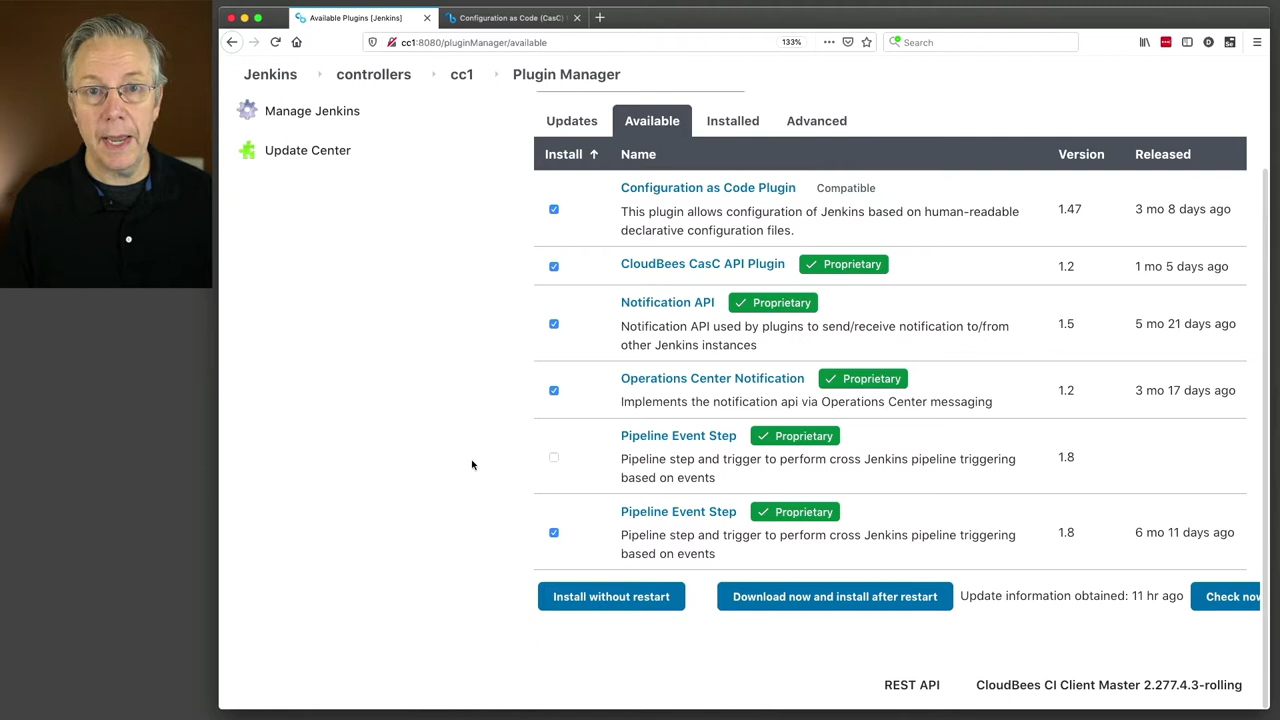 Available Plugins [Jenkins]
Configuration as Code (CasC)
cc1:8080/pluginManager/available
133%
Search
Jenkins
controllers
cc1
Plugin Manager
Manage Jenkins
Update Center
Updates
Available
Installed
Advanced
Install ↑
Name
Version
Released
Configuration as Code Plugin
Compatible
This plugin allows configuration of Jenkins based on human-readable
declarative configuration files.
1.47
3 mo 8 days ago
CloudBees CasC API Plugin
Proprietary
1.2
1 mo 5 days ago
Notification API
Proprietary
Notification API used by plugins to send/receive notification to/from
other Jenkins instances
1.5
5 mo 21 days ago
Operations Center Notification
Proprietary
Implements the notification api via Operations Center messaging
1.2
3 mo 17 days ago
Pipeline Event Step
Proprietary
Pipeline step and trigger to perform cross Jenkins pipeline triggering
based on events
1.8
Pipeline Event Step
Proprietary
Pipeline step and trigger to perform cross Jenkins pipeline triggering
based on events
1.8
6 mo 11 days ago
Install without restart
Download now and install after restart
Update information obtained: 11 hr ago
Check now
REST API
CloudBees CI Client Master 2.277.4.3-rolling